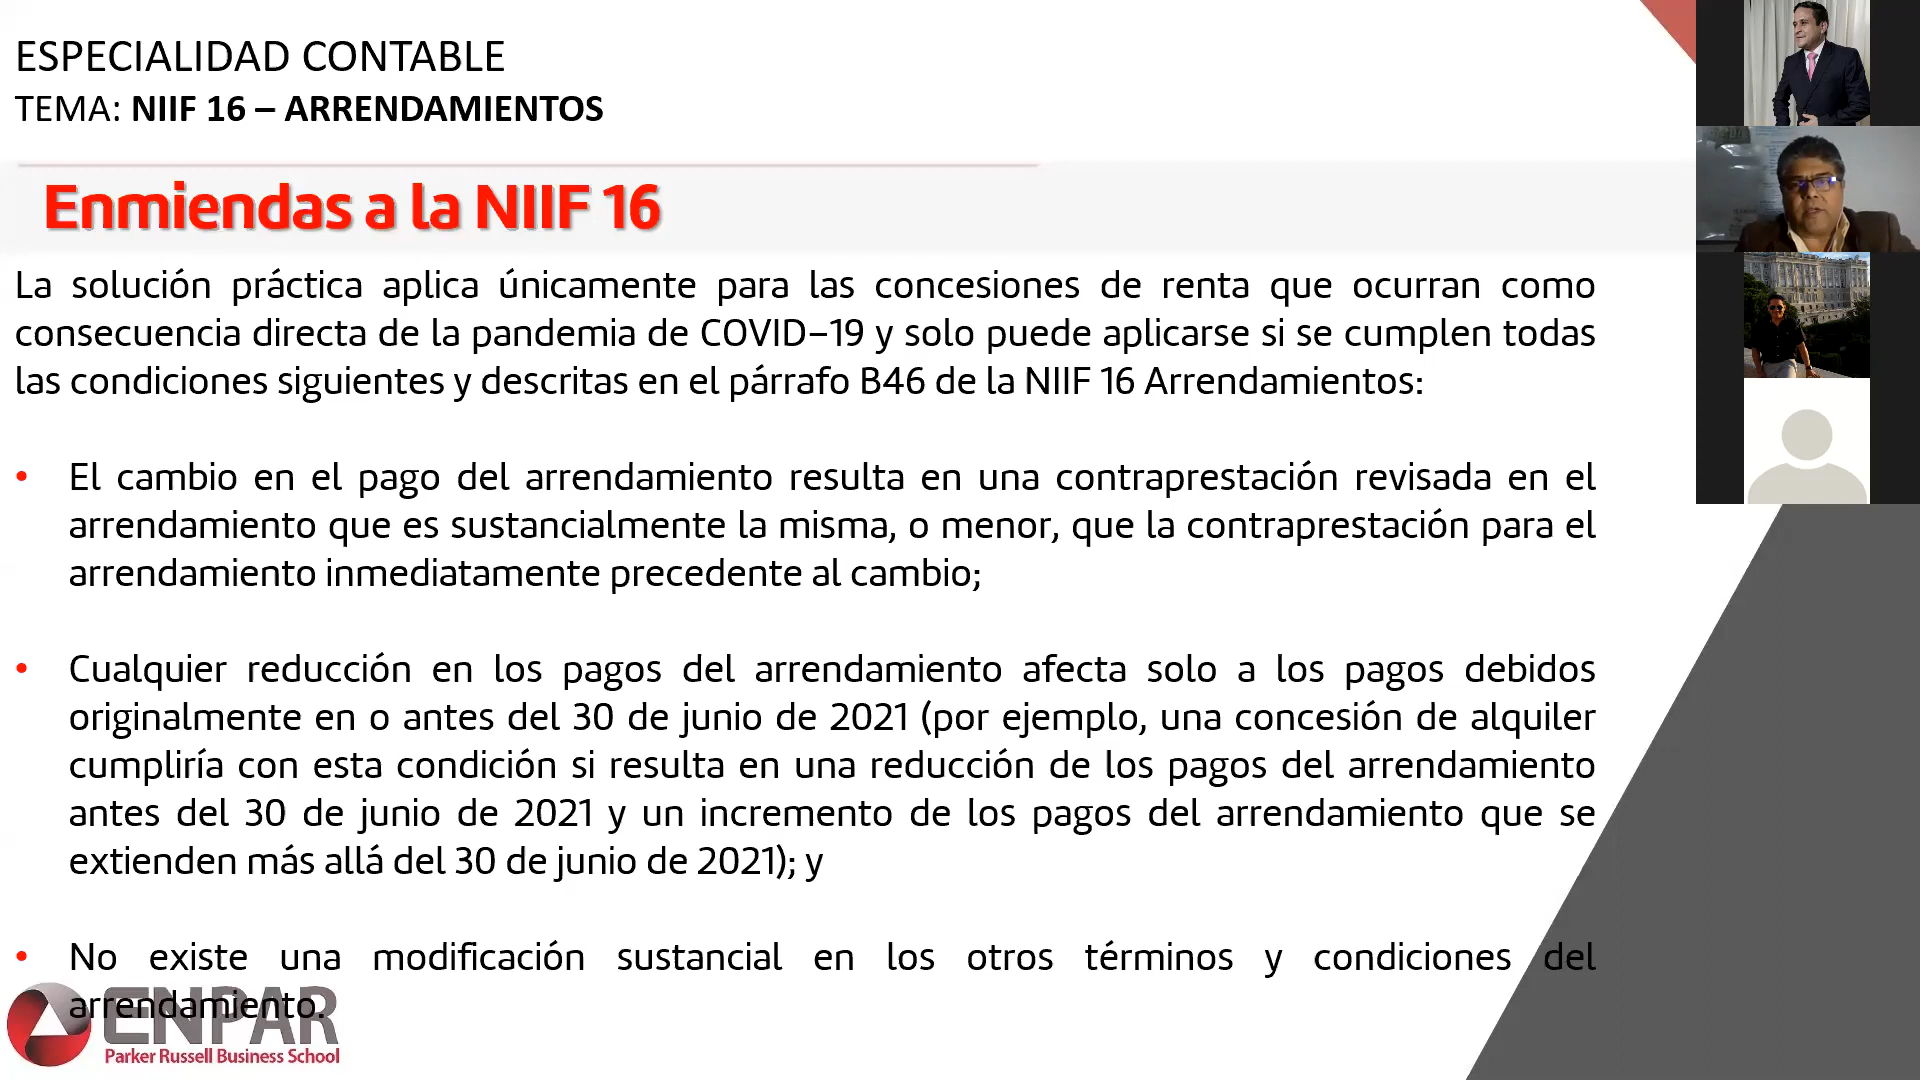 ESPECIALIDAD CONTABLE
TEMA: NIIF 16 – ARRENDAMIENTOS
Enmiendas a la NIIF 16
La solución práctica aplica únicamente para las concesiones de renta que ocurran como
consecuencia directa de la pandemia de COVID–19 y solo puede aplicarse si se cumplen todas
las condiciones siguientes y descritas en el párrafo B46 de la NIIF 16 Arrendamientos:
• El cambio en el pago del arrendamiento resulta en una contraprestación revisada en el
arrendamiento que es sustancialmente la misma, o menor, que la contraprestación para el
arrendamiento inmediatamente precedente al cambio;
• Cualquier reducción en los pagos del arrendamiento afecta solo a los pagos debidos
originalmente en o antes del 30 de junio de 2021 (por ejemplo, una concesión de alquiler
cumpliría con esta condición si resulta en una reducción de los pagos del arrendamiento
antes del 30 de junio de 2021 y un incremento de los pagos del arrendamiento que se
extienden más allá del 30 de junio de 2021); y
• No existe una modificación sustancial en los otros términos y condiciones del
arrendamiento.
ENPAR
Parker Russell Business School